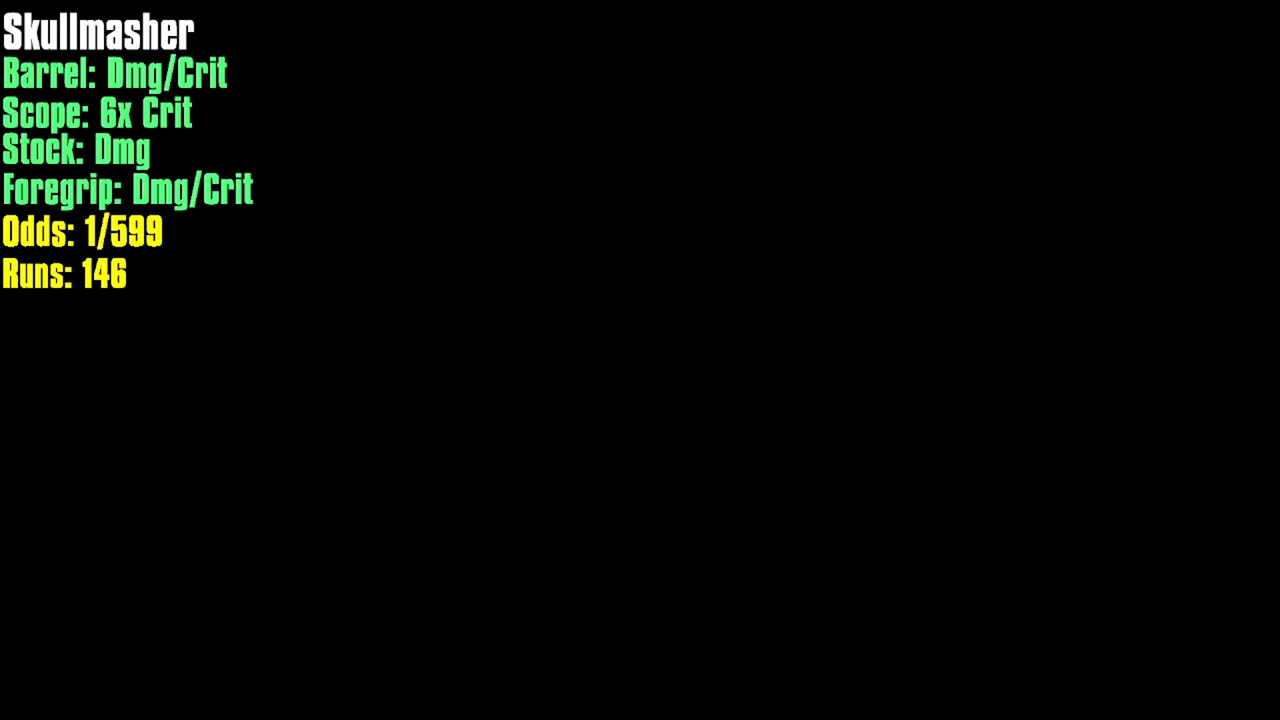 Skullmasher
Barrel: Dmg/Crit
Scope: 6x Crit
Stock: Dmg
Foregrip: Dmg/Crit
Odds: 1/599
Runs: 146